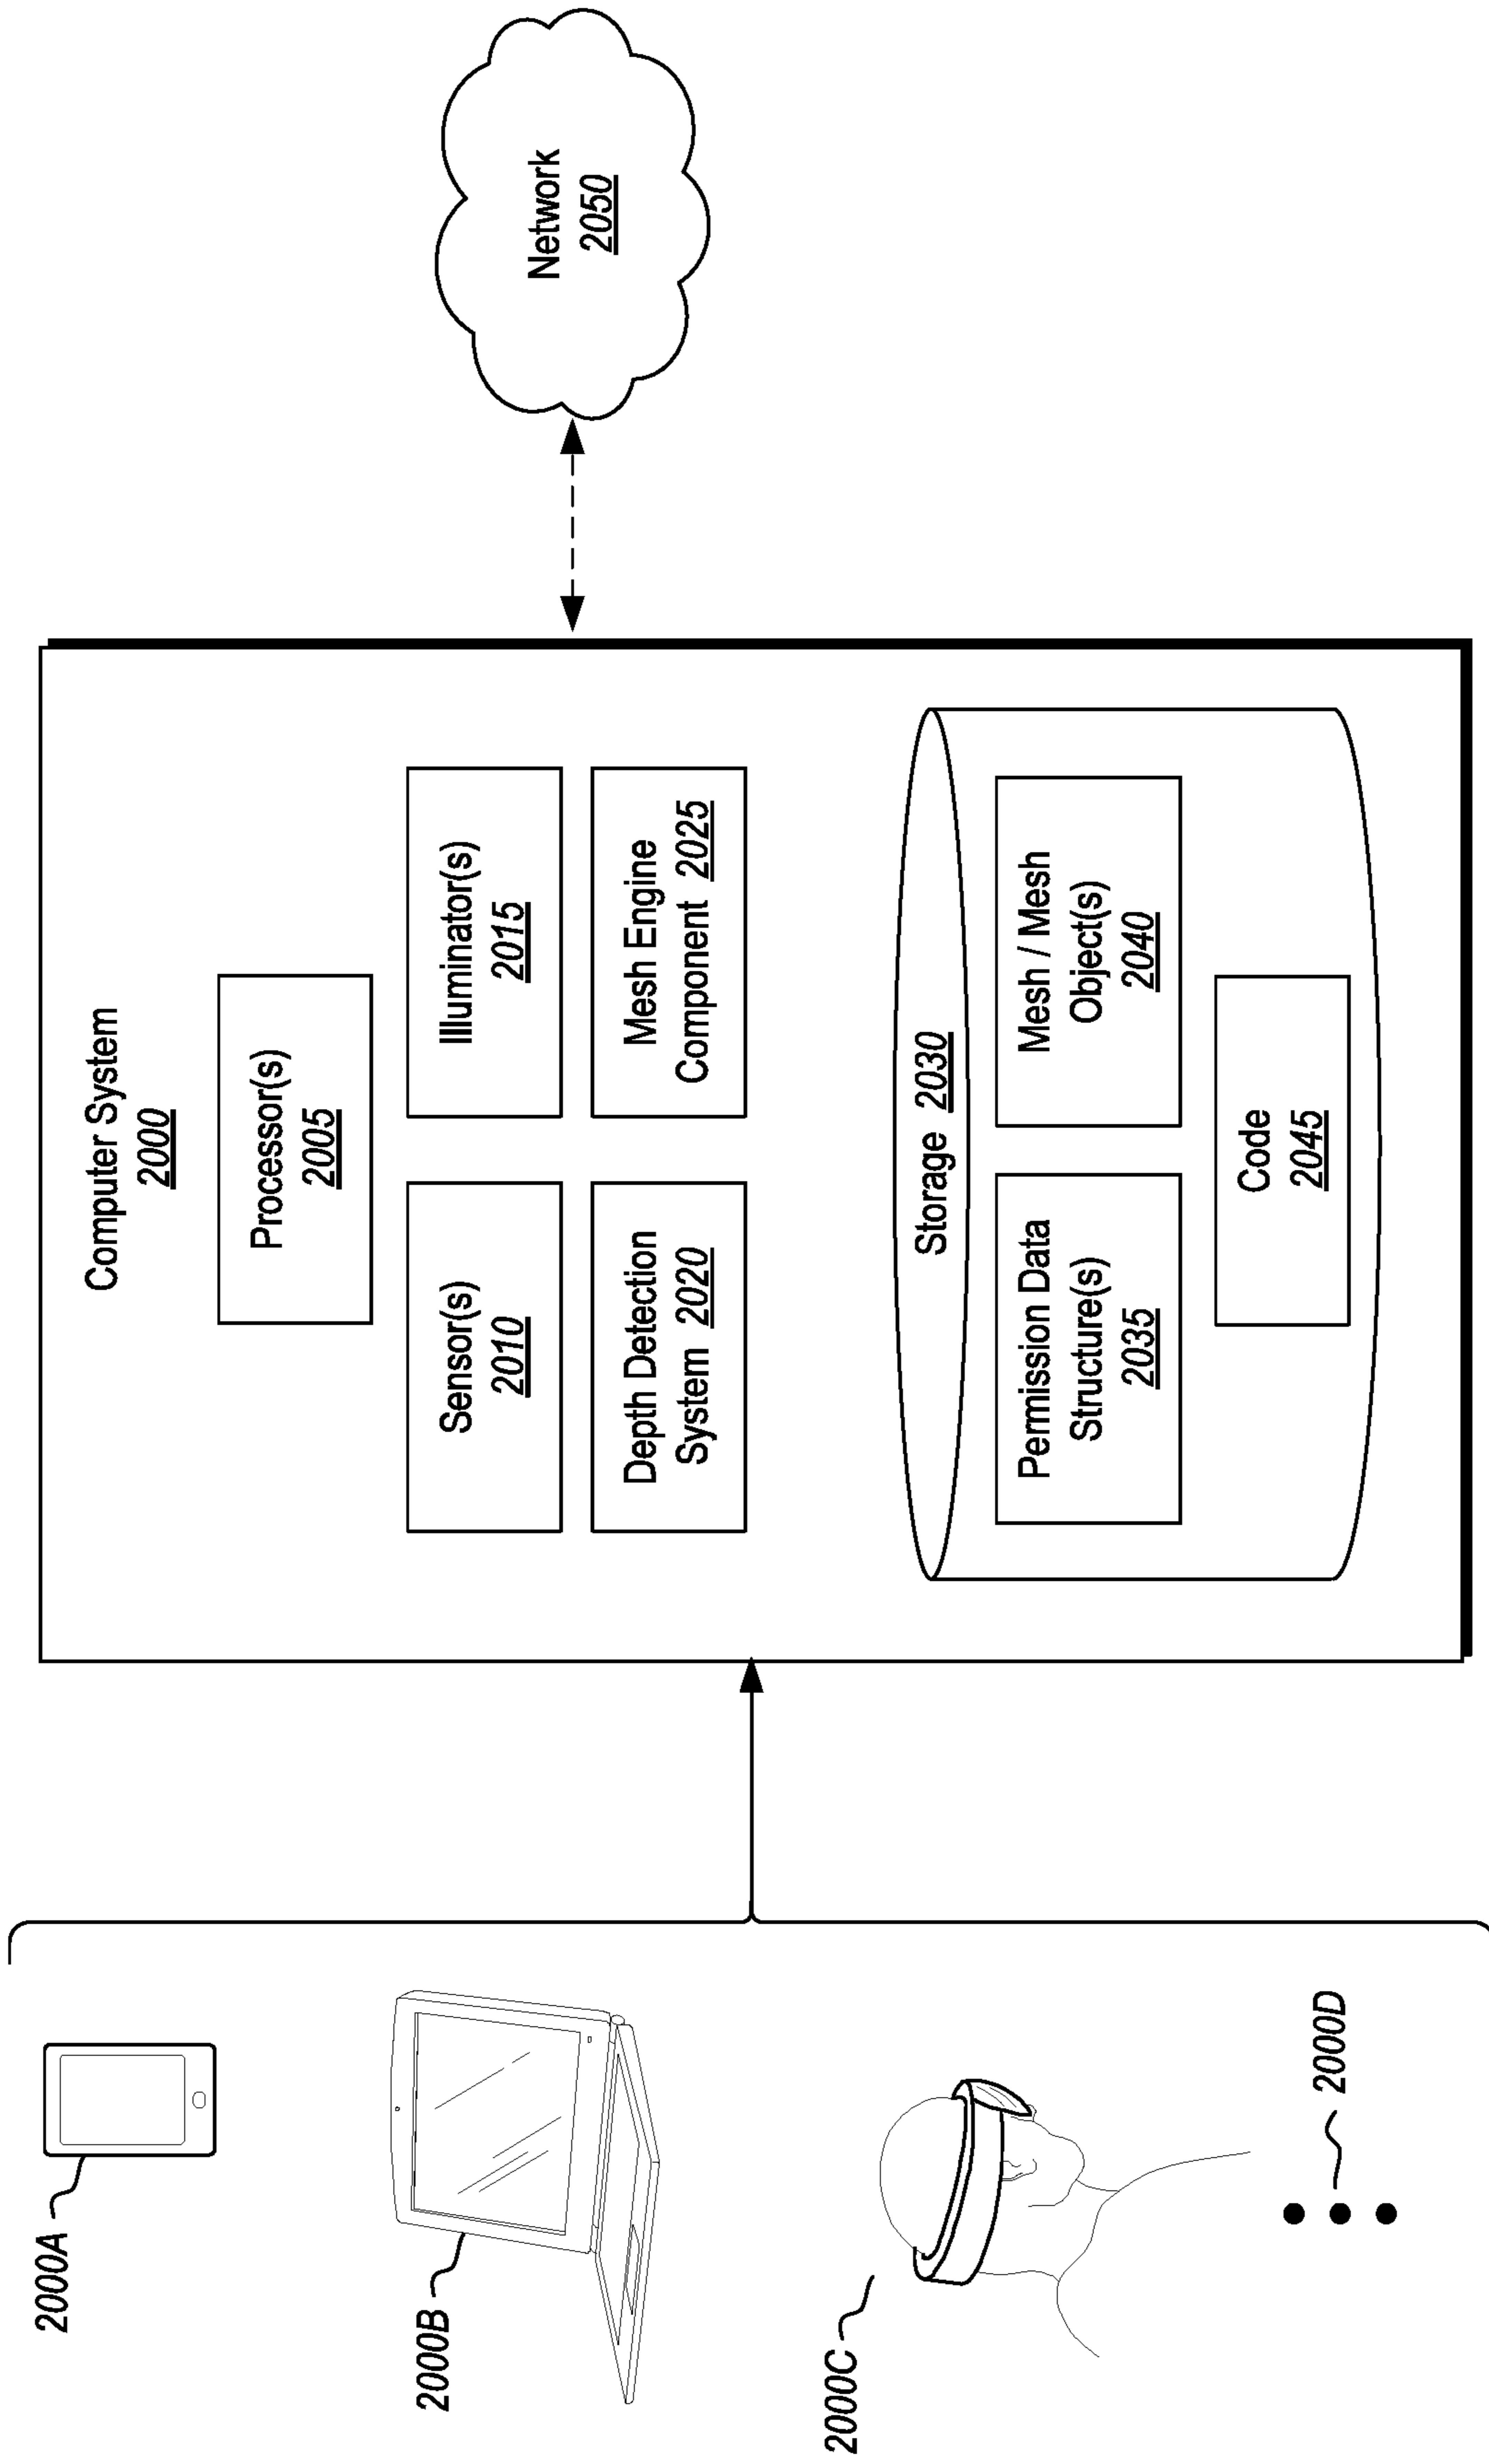 2000A
2000B
2000C
2000D
Computer System
2000
Processor(s)
2005
Sensor(s)
2010
Illuminator(s)
2015
Depth Detection
System 2020
Mesh Engine
Component 2025
Storage 2030
Permission Data
Structure(s)
2035
Mesh / Mesh
Object(s)
2040
Code
2045
Network
2050